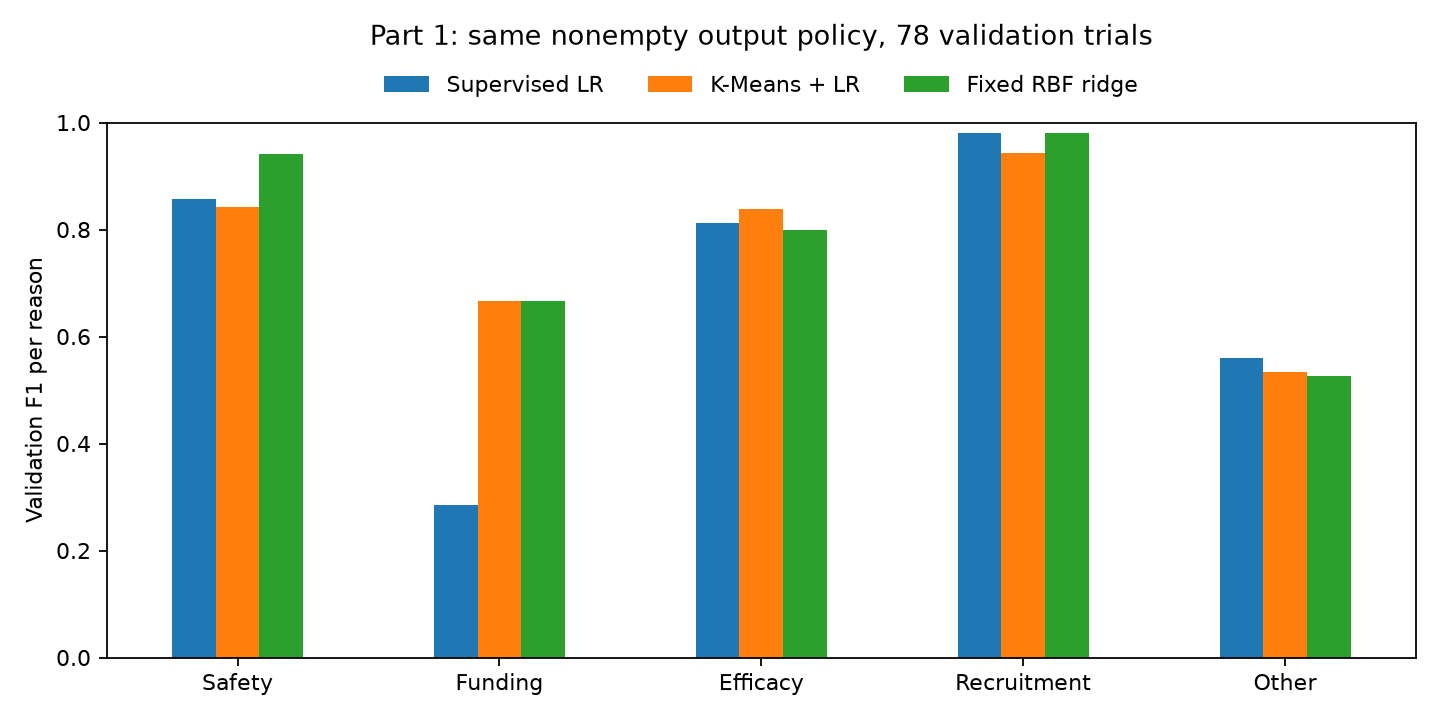 Part 1: same nonempty output policy, 78 validation trials
Supervised LR
K-Means + LR
Fixed RBF ridge
Validation F1 per reason
1.0
0.8
0.6
0.4
0.2
0.0
Safety
Funding
Efficacy
Recruitment
Other